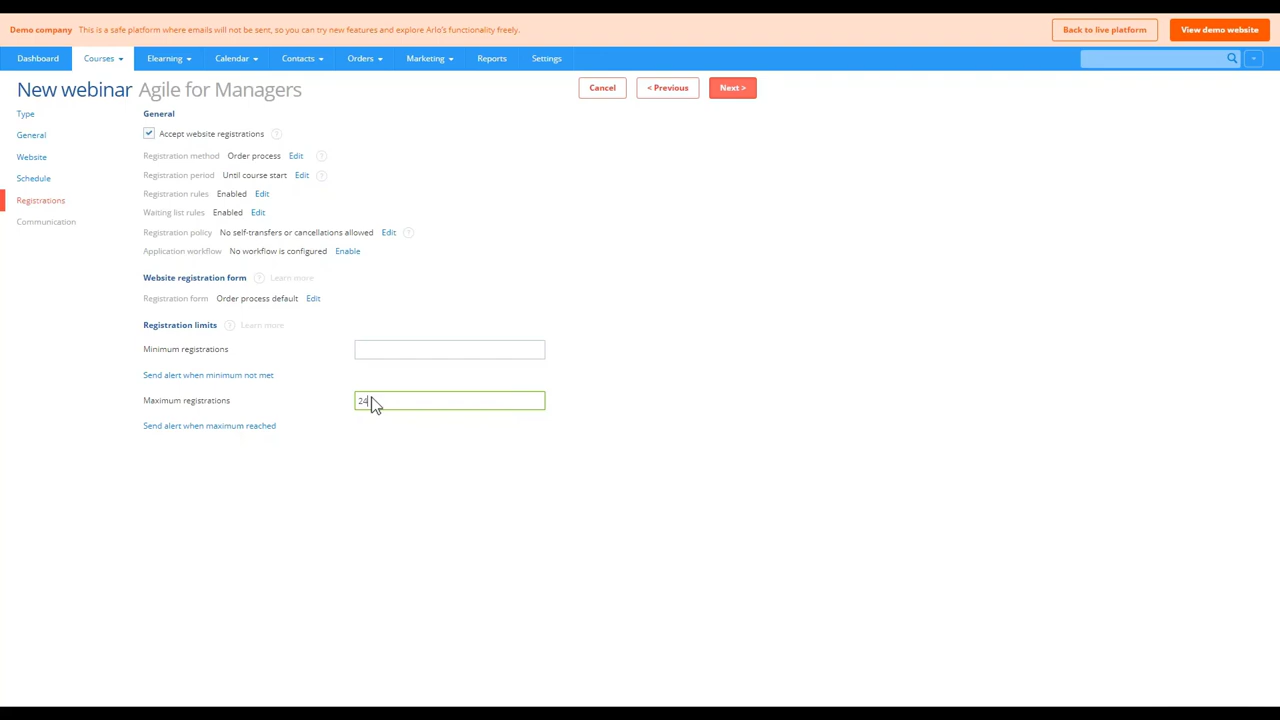 Demo company This is a safe platform where emails will not be sent, so you can try new features and explore Arlo's functionality freely. Back to live platform View demo website
Dashboard Courses Elearning Calendar Contacts Orders Marketing Reports Settings
New webinar Agile for Managers Cancel < Previous Next >
Type
General
Website
Schedule
Registrations
Communication
General
Accept website registrations ?
Registration method Order process Edit ?
Registration period Until course start Edit ?
Registration rules Enabled Edit
Waiting list rules Enabled Edit
Registration policy No self-transfers or cancellations allowed Edit ?
Application workflow No workflow is configured Enable
Website registration form ? Learn more
Registration form Order process default Edit
Registration limits ? Learn more
Minimum registrations
Send alert when minimum not met
Maximum registrations 24
Send alert when maximum reached